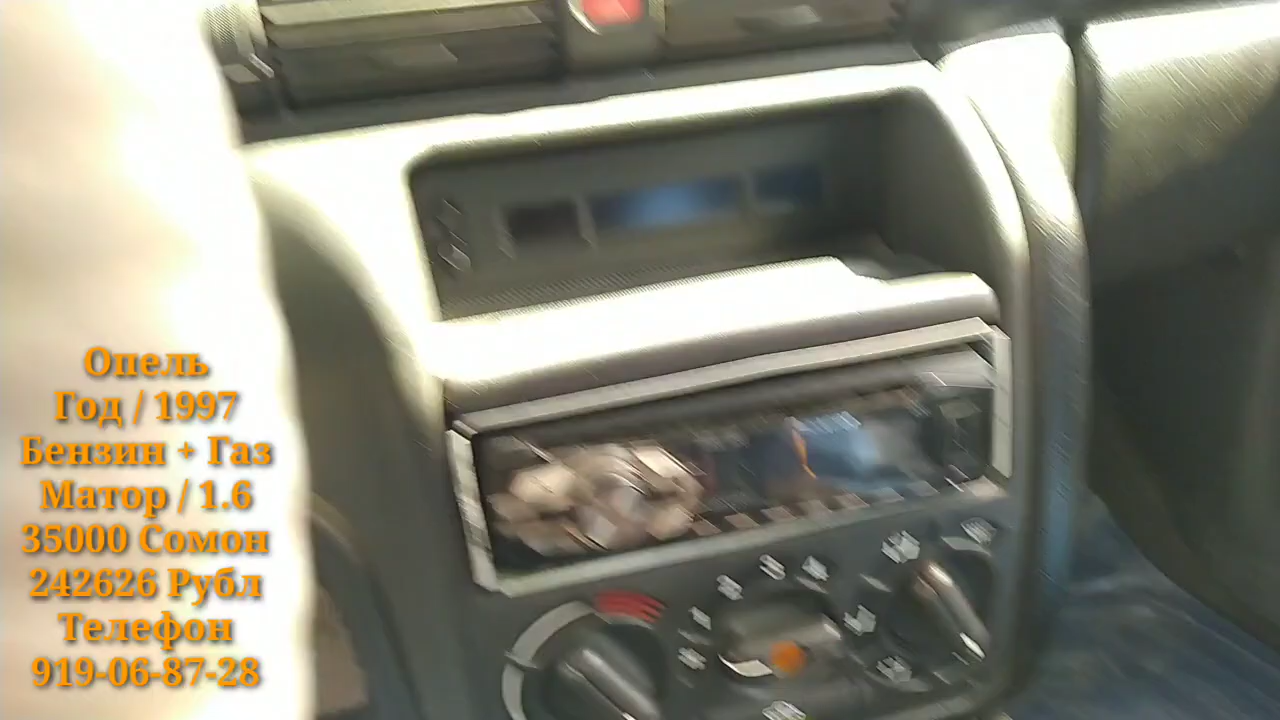 Опель
Год / 1997
Бензин + Газ
Матор / 1.6
35000 Сомон
242626 Рубл
Телефон
919-06-87-28